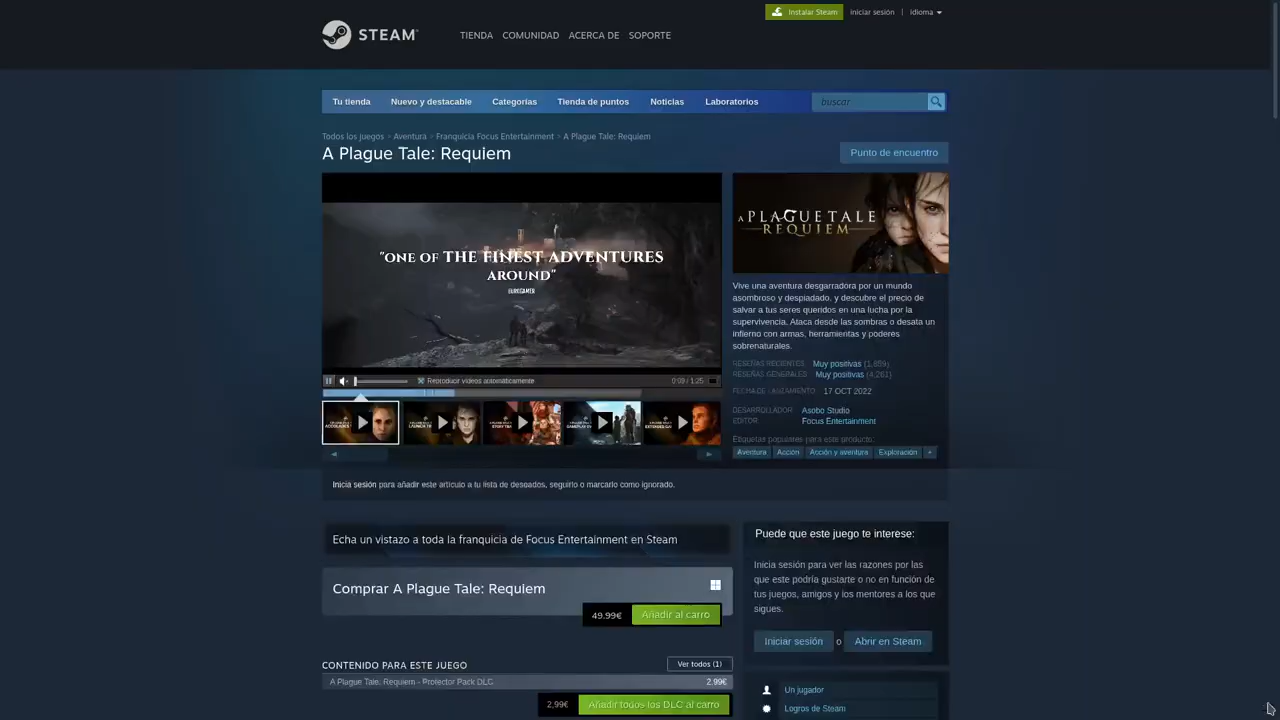 Instalar Steam
iniciar sesión | idioma
STEAM
TIENDA COMUNIDAD ACERCA DE SOPORTE
Tu tienda Nuevo y destacable Categorías Tienda de puntos Noticias Laboratorios
buscar
Todos los juegos > Aventura > Franquicia Focus Entertainment > A Plague Tale: Requiem
A Plague Tale: Requiem
Punto de encuentro
"ONE OF THE FINEST ADVENTURES
AROUND"
EUROGAMER
Reproducir vídeos automáticamente
A PLAGUE TALE
REQUIEM
Vive una aventura desgarradora por un mundo
asombroso y despiadado, y descubre el precio de
salvar a tus seres queridos en una lucha por la
supervivencia. Ataca desde las sombras o desata un
infierno con armas, herramientas y poderes
sobrenaturales.
RESEÑAS RECIENTES: Muy positivas (1,859)
RESEÑAS GENERALES: Muy positivas (4,261)
FECHA DE LANZAMIENTO: 17 OCT 2022
DESARROLLADOR: Asobo Studio
EDITOR: Focus Entertainment
Etiquetas populares para este producto:
Aventura Acción Acción y aventura Exploración +
Inicia sesión para añadir este artículo a tu lista de deseados, seguirlo o marcarlo como ignorado.
Echa un vistazo a toda la franquicia de Focus Entertainment en Steam
Comprar A Plague Tale: Requiem
49,99€ Añadir al carro
CONTENIDO PARA ESTE JUEGO Ver todos (1)
A Plague Tale: Requiem - Protector Pack DLC 2,99€
2,99€ Añadir todos los DLC al carro
Puede que este juego te interese:
Inicia sesión para ver las razones por las
que este podría gustarte o no en función de
tus juegos, amigos y los mentores a los que
sigues.
Iniciar sesión o Abrir en Steam
Un jugador
Logros de Steam